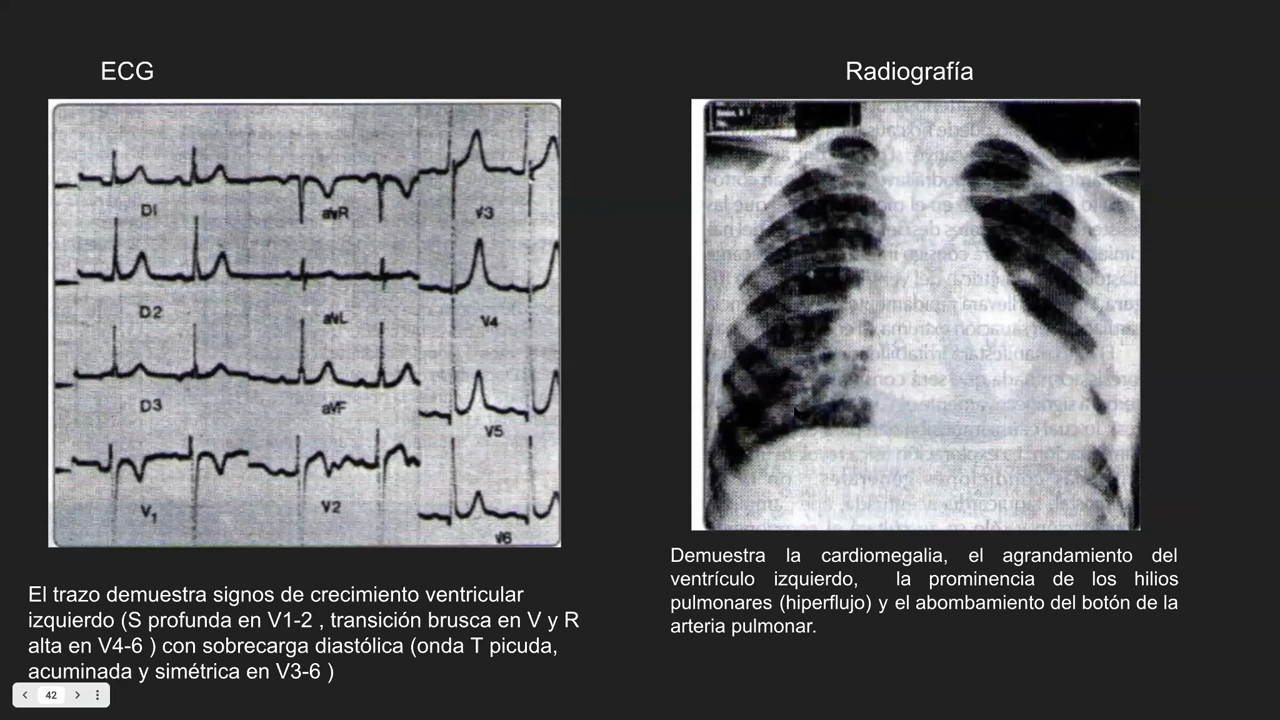 ECG
Radiografía
D1
aVR
V3
D2
aVL
V4
D3
aVF
V5
V1
V2
V6
El trazo demuestra signos de crecimiento ventricular
izquierdo (S profunda en V1-2 , transición brusca en V y R
alta en V4-6 ) con sobrecarga diastólica (onda T picuda,
acuminada y simétrica en V3-6 )
Demuestra la cardiomegalia, el agrandamiento del
ventrículo izquierdo, la prominencia de los hilios
pulmonares (hiperflujo) y el abombamiento del botón de la
arteria pulmonar.
42